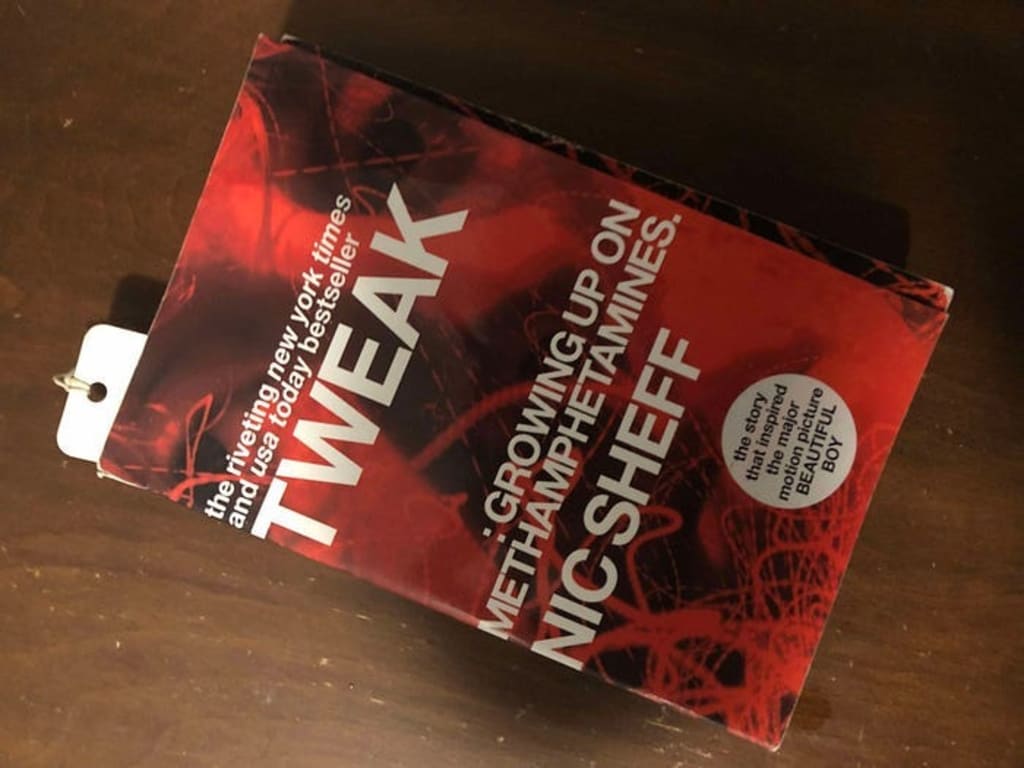 the riveting new york times
and usa today bestseller
TWEAK
: GROWING UP ON
METHAMPHETAMINES.
NIC SHEFF
the story
that inspired
the major
motion picture
BEAUTIFUL
BOY